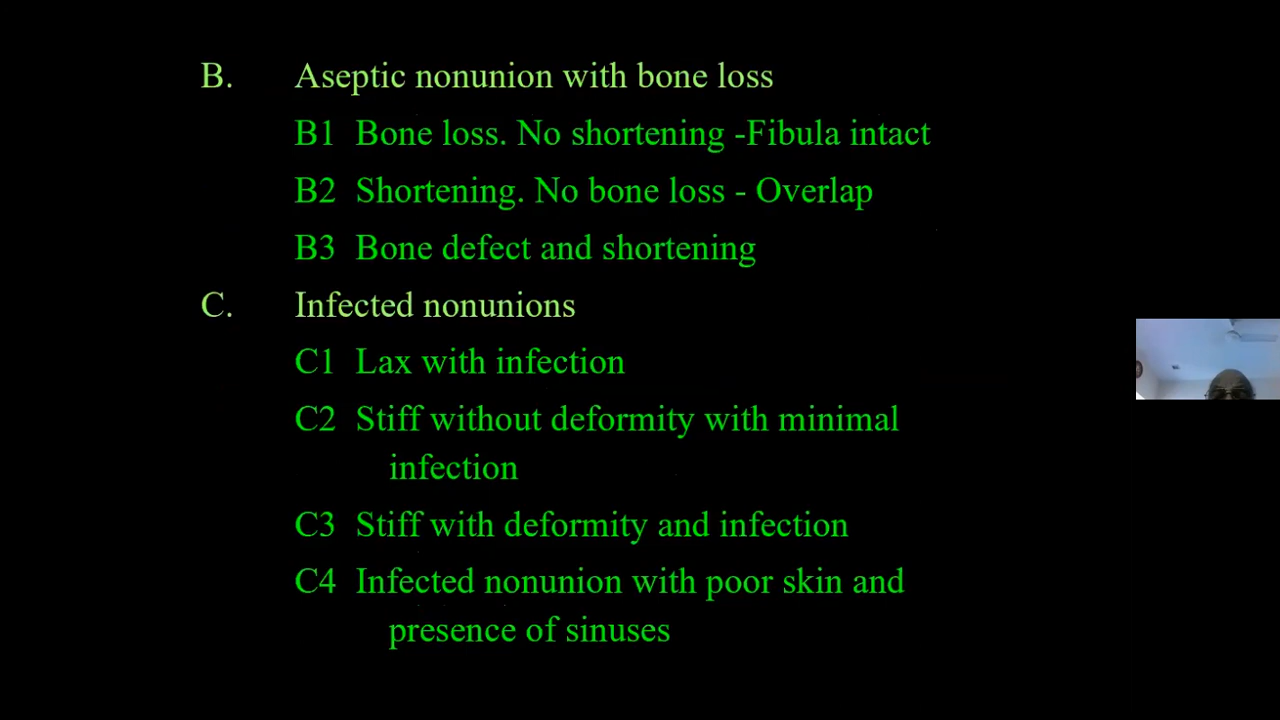 B. Aseptic nonunion with bone loss
B1 Bone loss. No shortening -Fibula intact
B2 Shortening. No bone loss - Overlap
B3 Bone defect and shortening
C. Infected nonunions
C1 Lax with infection
C2 Stiff without deformity with minimal
infection
C3 Stiff with deformity and infection
C4 Infected nonunion with poor skin and
presence of sinuses